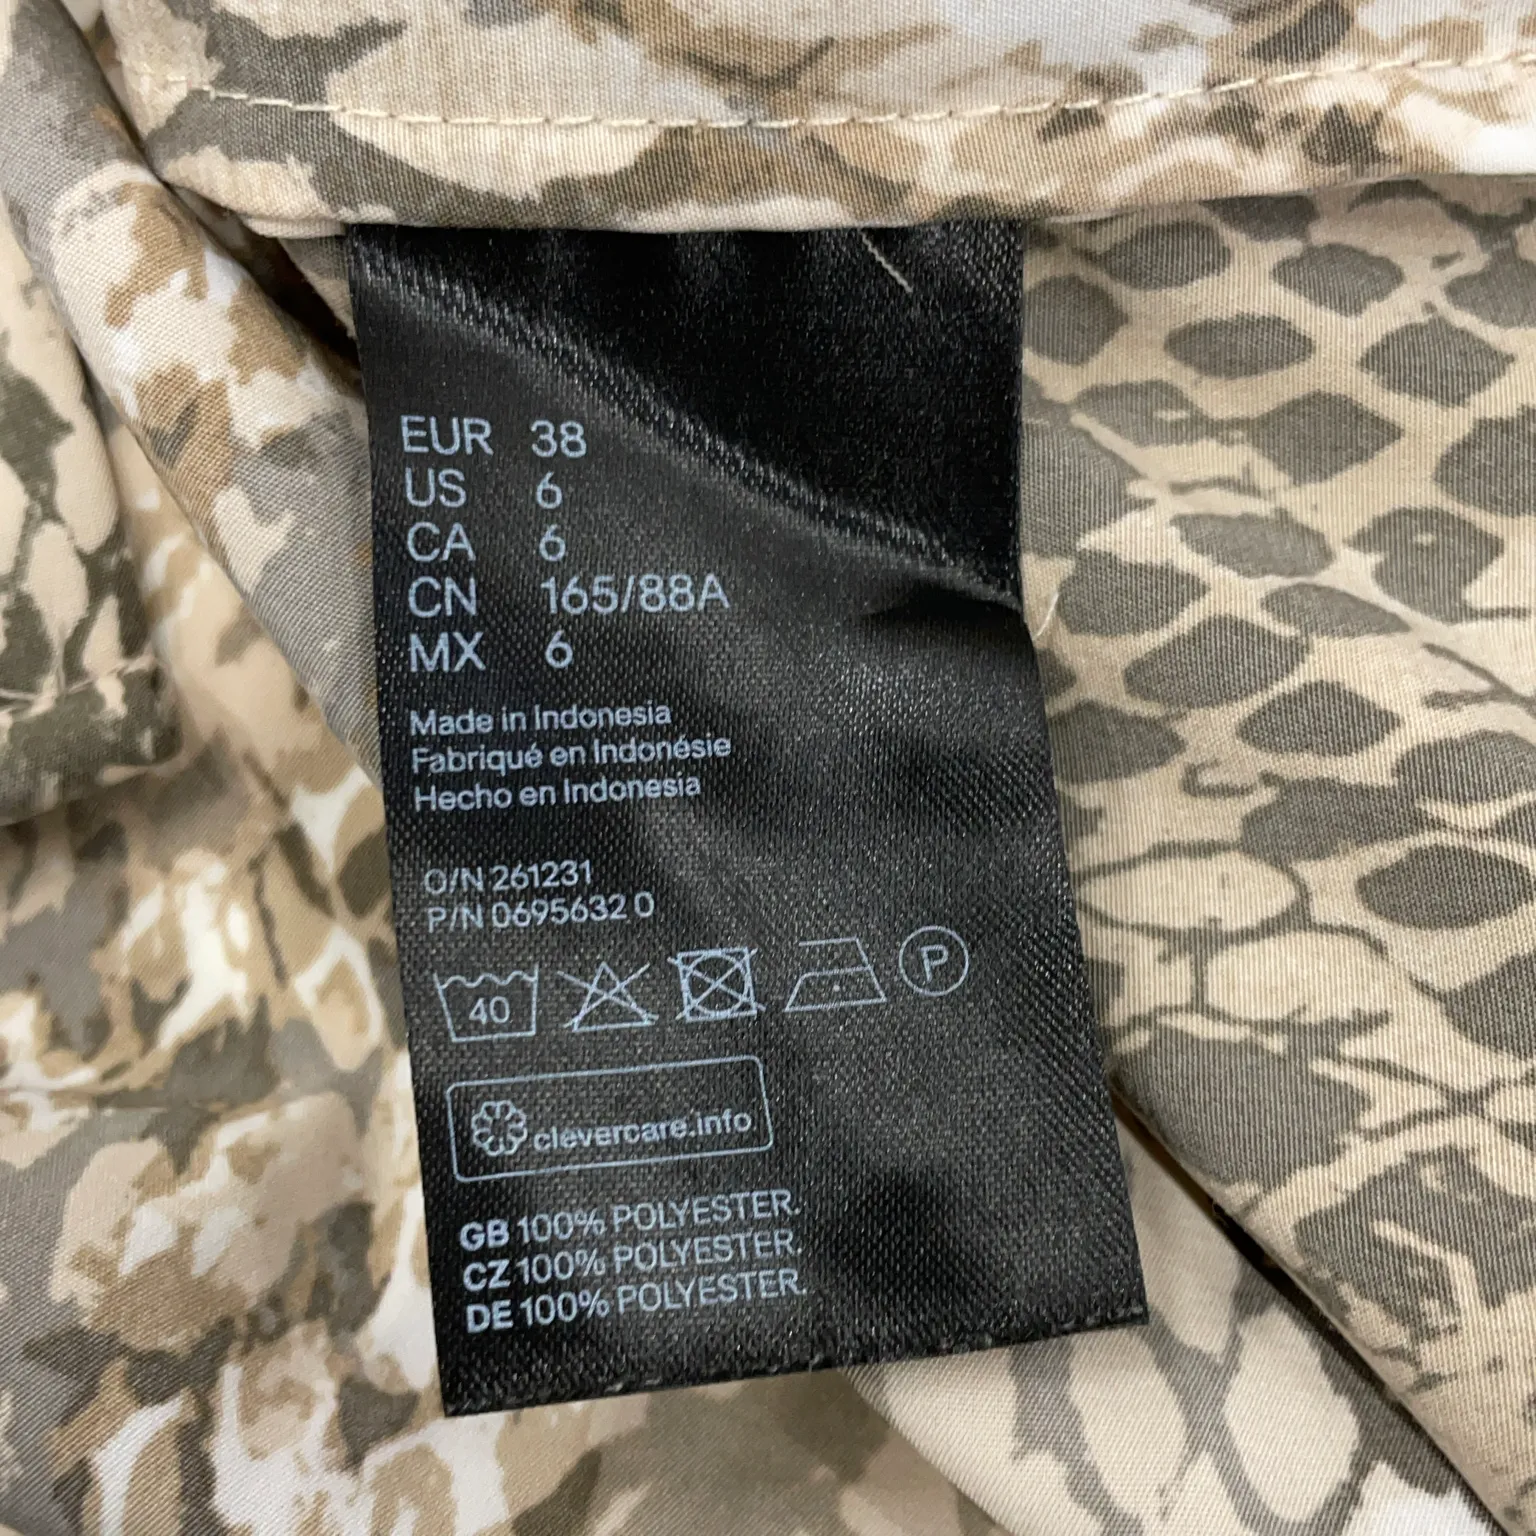 EUR 38
US 6
CA 6
CN 165/88A
MX 6
Made in Indonesia
Fabriqué en Indonésie
Hecho en Indonesia
O/N 261231
P/N 0695632 0
40 P
clevercare.info
GB 100% POLYESTER.
CZ 100% POLYESTER.
DE 100% POLYESTER.